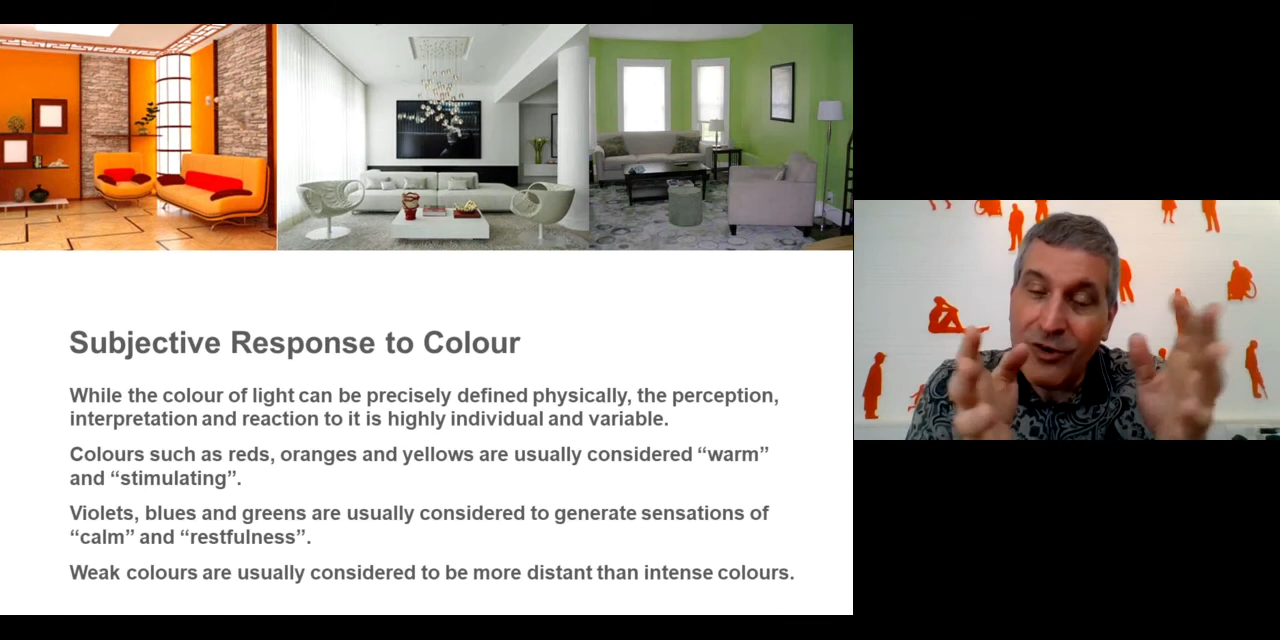 Subjective Response to Colour
While the colour of light can be precisely defined physically, the perception,
interpretation and reaction to it is highly individual and variable.
Colours such as reds, oranges and yellows are usually considered “warm”
and “stimulating”.
Violets, blues and greens are usually considered to generate sensations of
“calm” and “restfulness”.
Weak colours are usually considered to be more distant than intense colours.